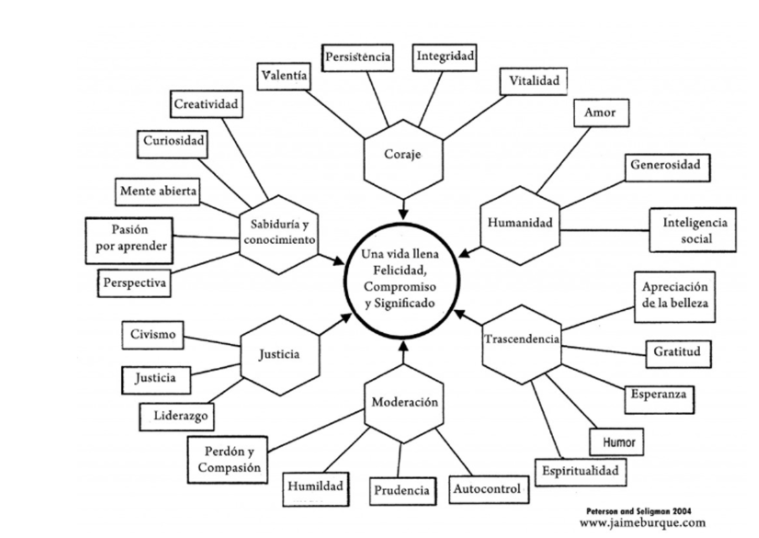 Persistencia
Integridad
Valentía
Vitalidad
Creatividad
Amor
Curiosidad
Coraje
Generosidad
Mente abierta
Sabiduría y
conocimiento
Humanidad
Inteligencia
social
Pasión
por aprender
Perspectiva
Una vida llena
Felicidad,
Compromiso
y Significado
Apreciación
de la belleza
Civismo
Justicia
Trascendencia
Gratitud
Justicia
Esperanza
Liderazgo
Moderación
Humor
Perdón y
Compasión
Espiritualidad
Humildad
Prudencia
Autocontrol
Peterson and Seligman 2004
www.jaimeburque.com